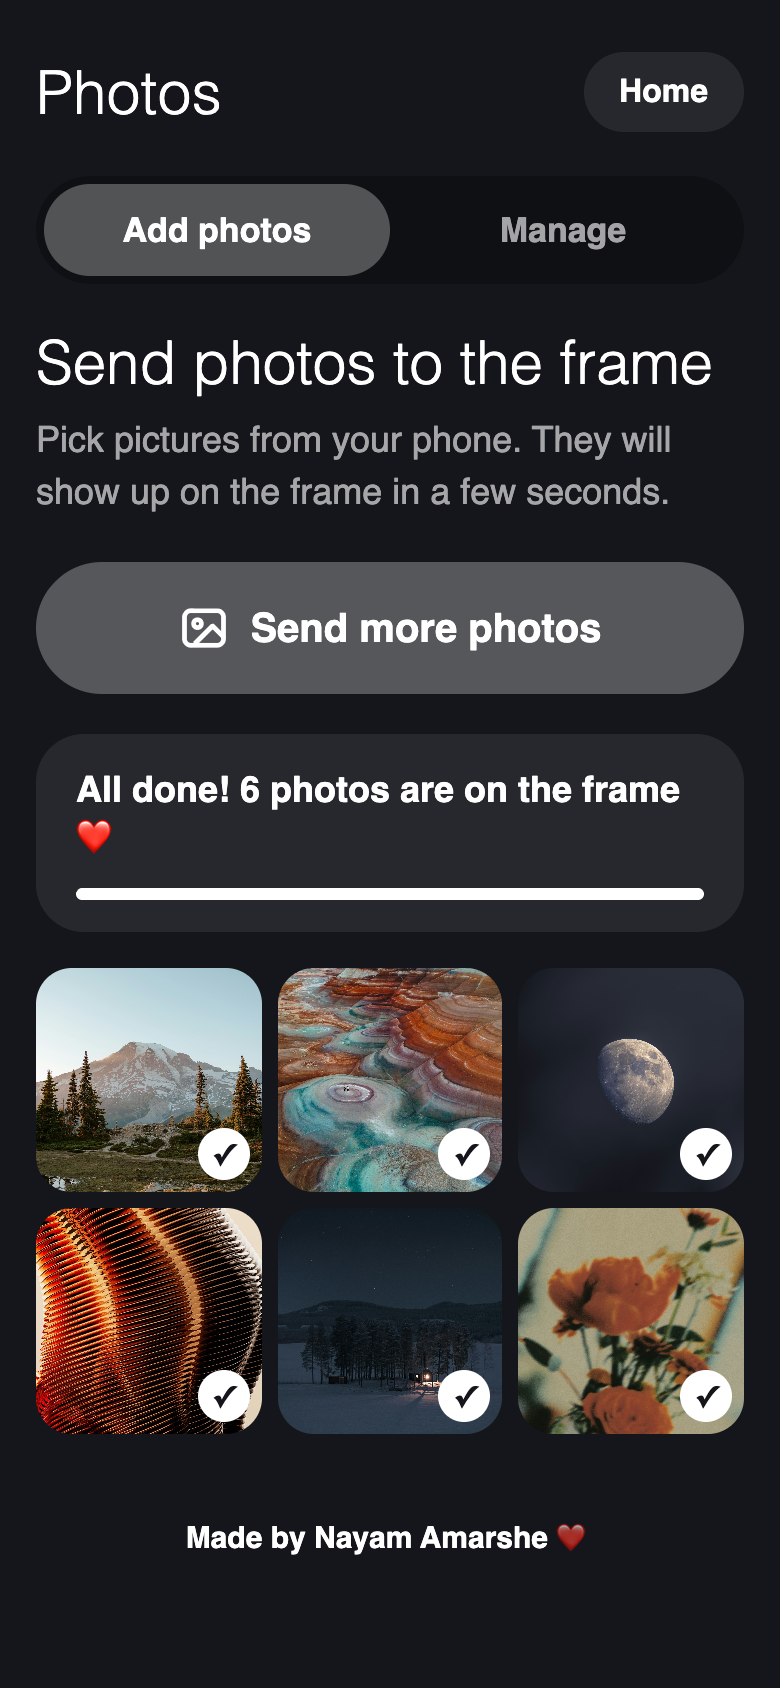 Photos
Home
Add photos
Manage
Send photos to the frame
Pick pictures from your phone. They will
show up on the frame in a few seconds.
Send more photos
All done! 6 photos are on the frame
❤️
Made by Nayam Amarshe ❤️